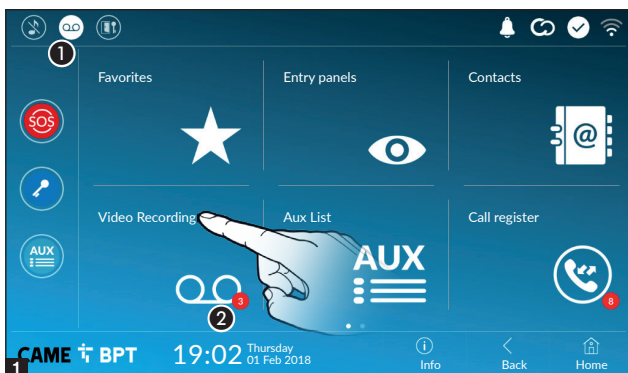 1
Favorites
Entry panels
Contacts
SOS
@
Video Recording
Aux List
Call register
AUX
AUX
3
8
2
1
CAME BPT
19:02
Thursday
01 Feb 2018
i
Info
Back
Home